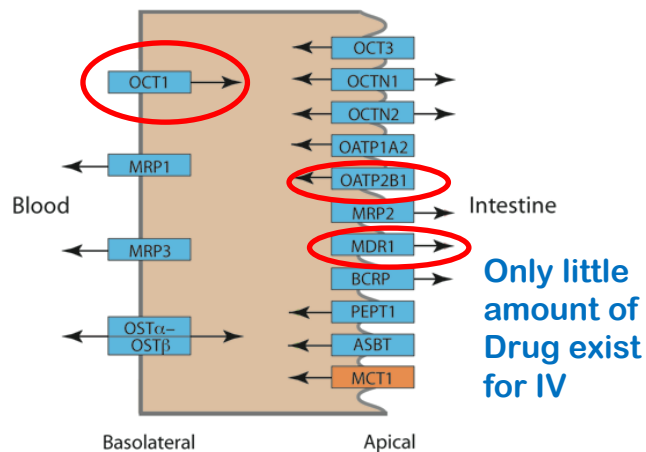 OCT3
OCT1
OCTN1
OCTN2
OATP1A2
MRP1
OATP2B1
Blood
MRP2
Intestine
MRP3
MDR1
BCRP
Only little
amount of
Drug exist
for IV
PEPT1
OSTα–
OSTβ
ASBT
MCT1
Basolateral
Apical